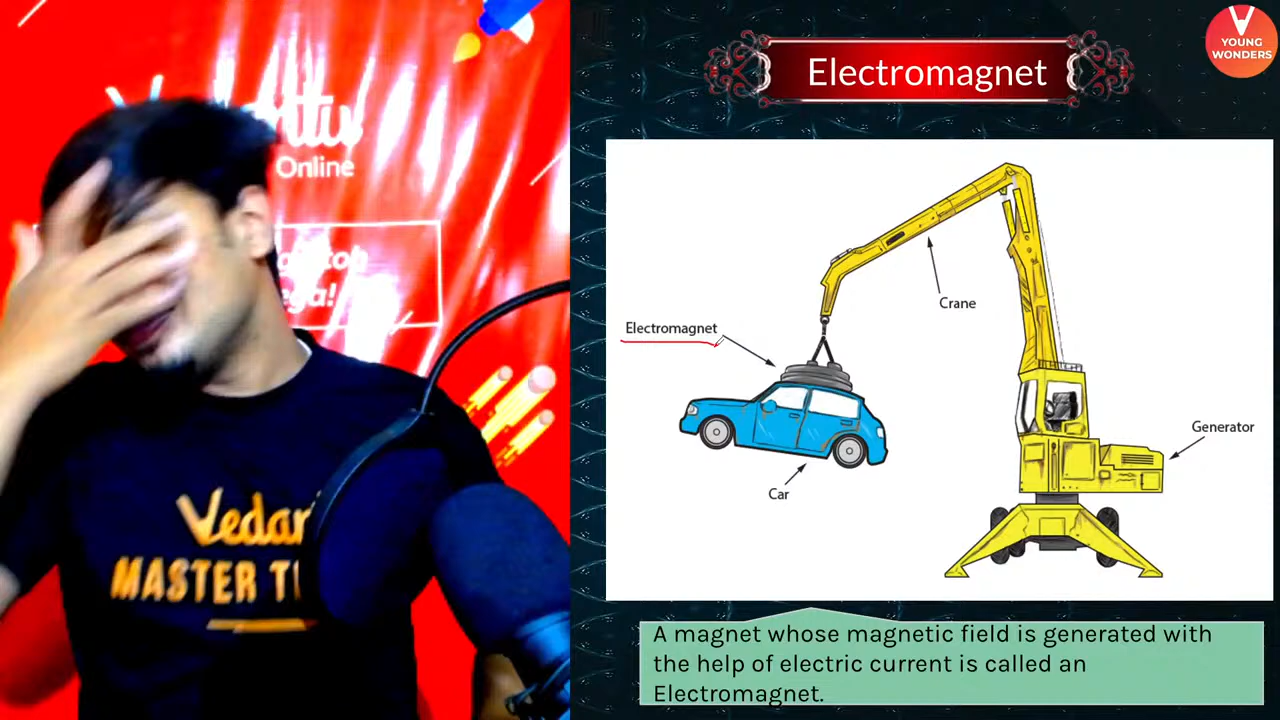 Online
Vedan
MASTER TE
Electromagnet
YOUNG
WONDERS
Electromagnet
Crane
Generator
Car
A magnet whose magnetic field is generated with
the help of electric current is called an
Electromagnet.